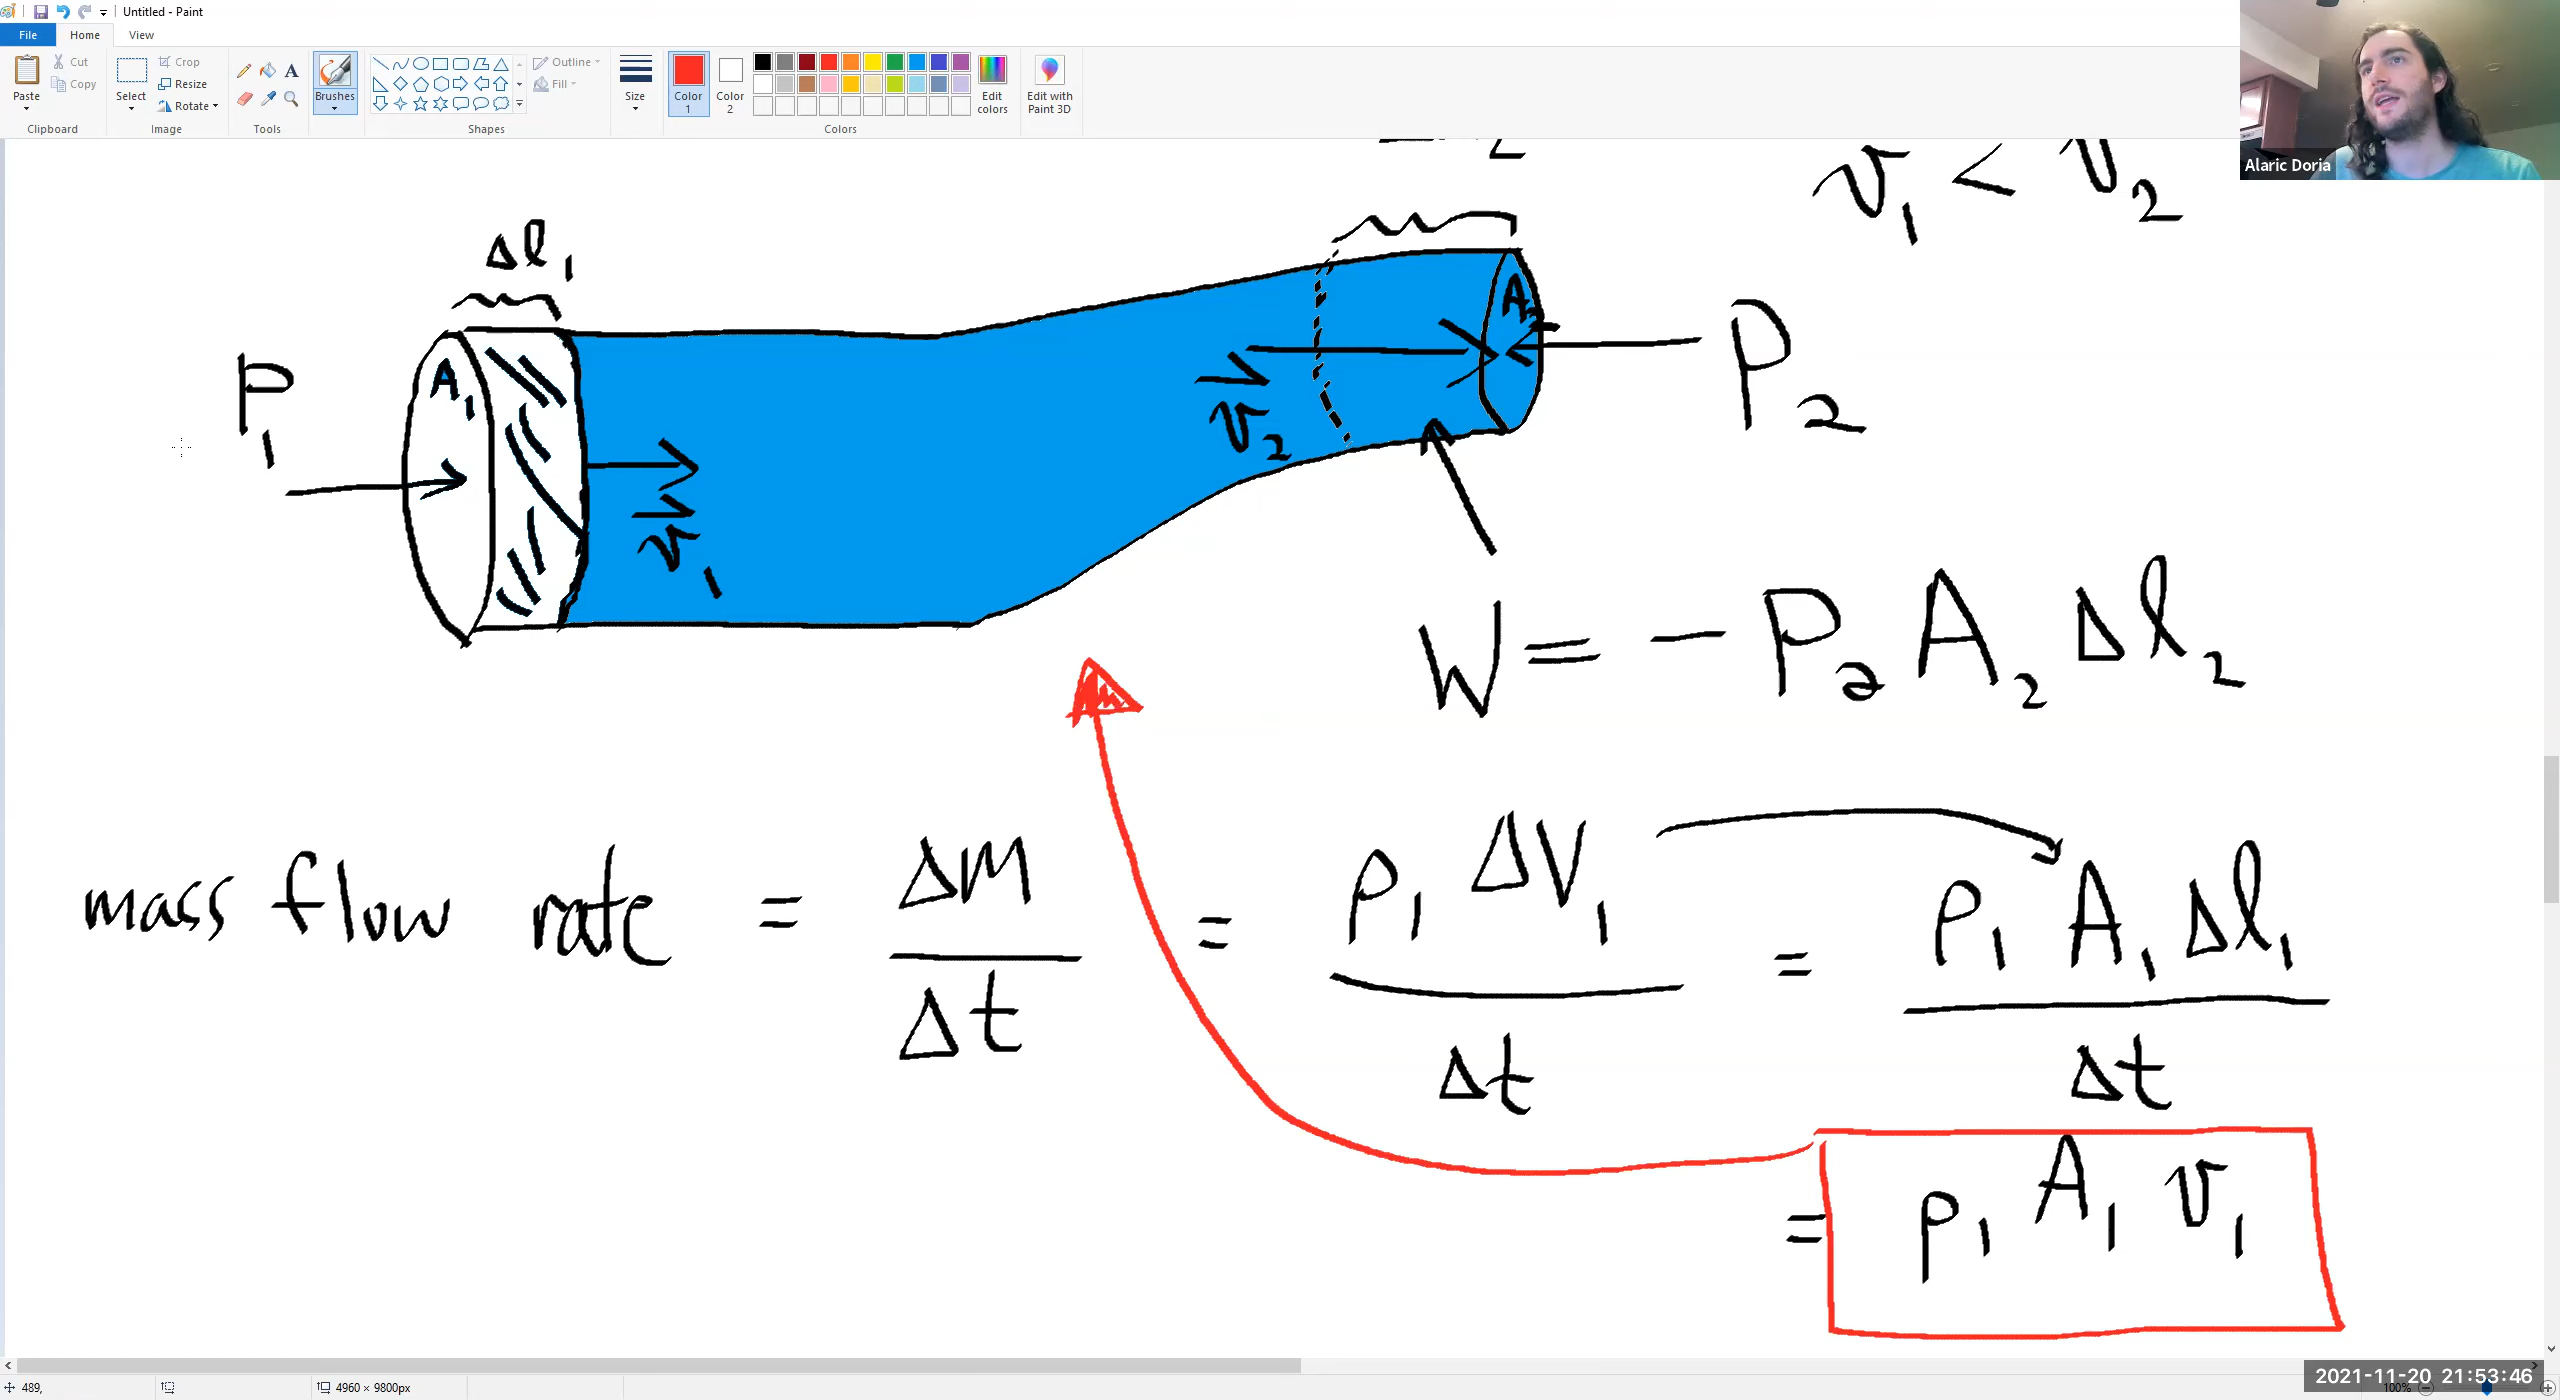 Untitled - Paint
File Home View
Paste
Cut
Copy
Clipboard
Select
Crop
Resize
Rotate
Image
Tools
Brushes
Shapes
Outline
Fill
Size
Color 1
Color 2
Colors
Edit colors
Edit with Paint 3D
Alaric Doria
v₁ < v₂
Δl₁
A₁
P₁
v₁
v₂
P₂
W = - P₂ A₂ Δl₂
mass flow rate = ΔM / Δt = ρ₁ ΔV₁ / Δt = ρ₁ A₁ Δl₁ / Δt
= ρ₁ A₁ v₁
2021-11-20 21:53:46
489,
4960 × 9800px
100%